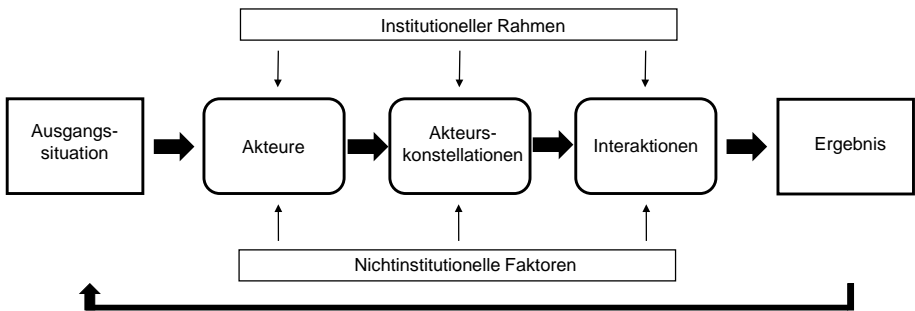 Institutioneller Rahmen
Ausgangs-
situation
Akteure
Akteurs-
konstellationen
Interaktionen
Ergebnis
Nichtinstitutionelle Faktoren